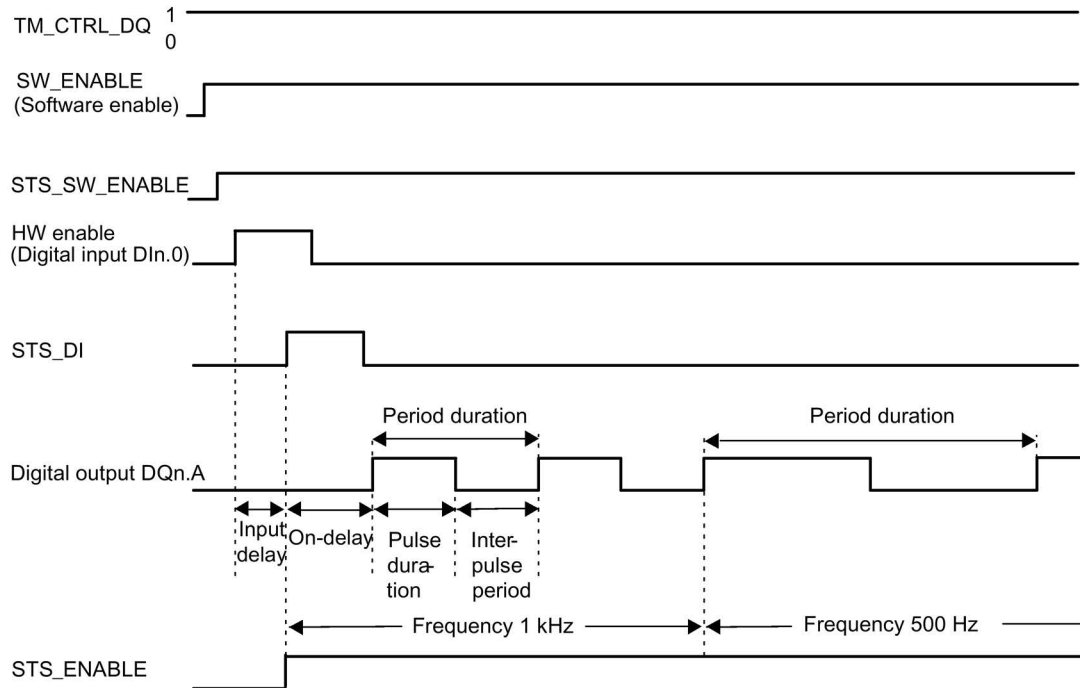 TM_CTRL_DQ
1
0
SW_ENABLE
(Software enable)
STS_SW_ENABLE
HW enable
(Digital input DIn.0)
STS_DI
Period duration
Period duration
Digital output DQn.A
Input
delay
On-delay
Pulse
dura-
tion
Inter-
pulse
period
Frequency 1 kHz
Frequency 500 Hz
STS_ENABLE